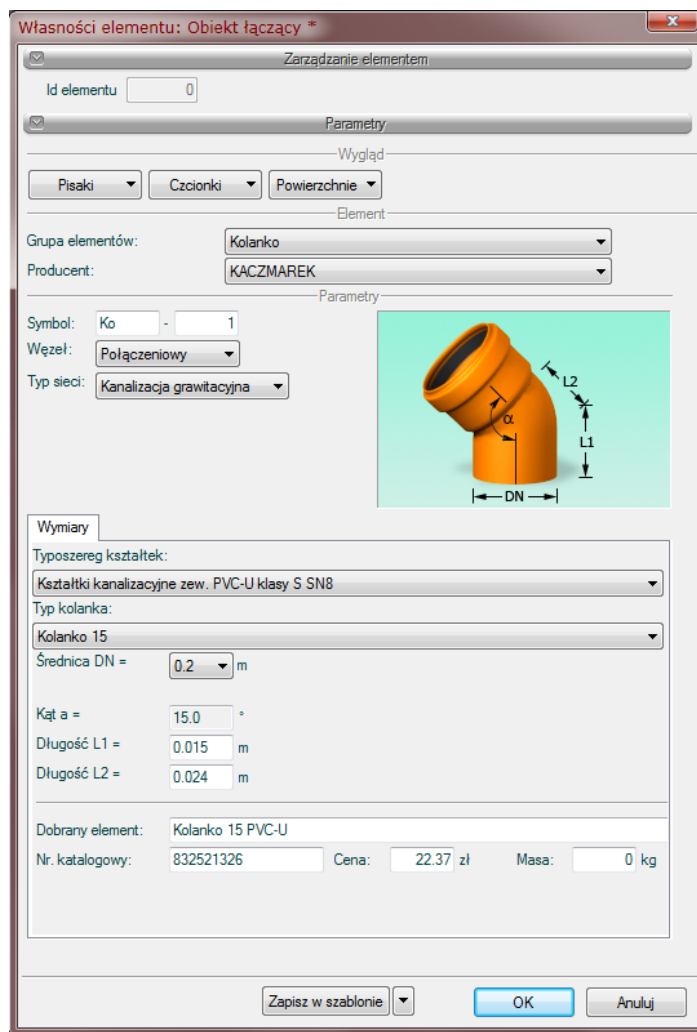 Własności elementu: Obiekt łączący *
Zarządzanie elementem
Id elementu 0
Parametry
Wygląd
Pisaki Czcionki Powierzchnie
Element
Grupa elementów: Kolanko
Producent: KACZMAREK
Parametry
Symbol: Ko - 1
Węzeł: Połączeniowy
Typ sieci: Kanalizacja grawitacyjna
L2
α
L1
DN
Wymiary
Typoszereg kształtek:
Kształtki kanalizacyjne zew. PVC-U klasy S SN8
Typ kolanka:
Kolanko 15
Średnica DN = 0.2 m
Kąt a = 15.0 °
Długość L1 = 0.015 m
Długość L2 = 0.024 m
Dobrany element: Kolanko 15 PVC-U
Nr. katalogowy: 832521326 Cena: 22.37 zł Masa: 0 kg
Zapisz w szablonie OK Anuluj